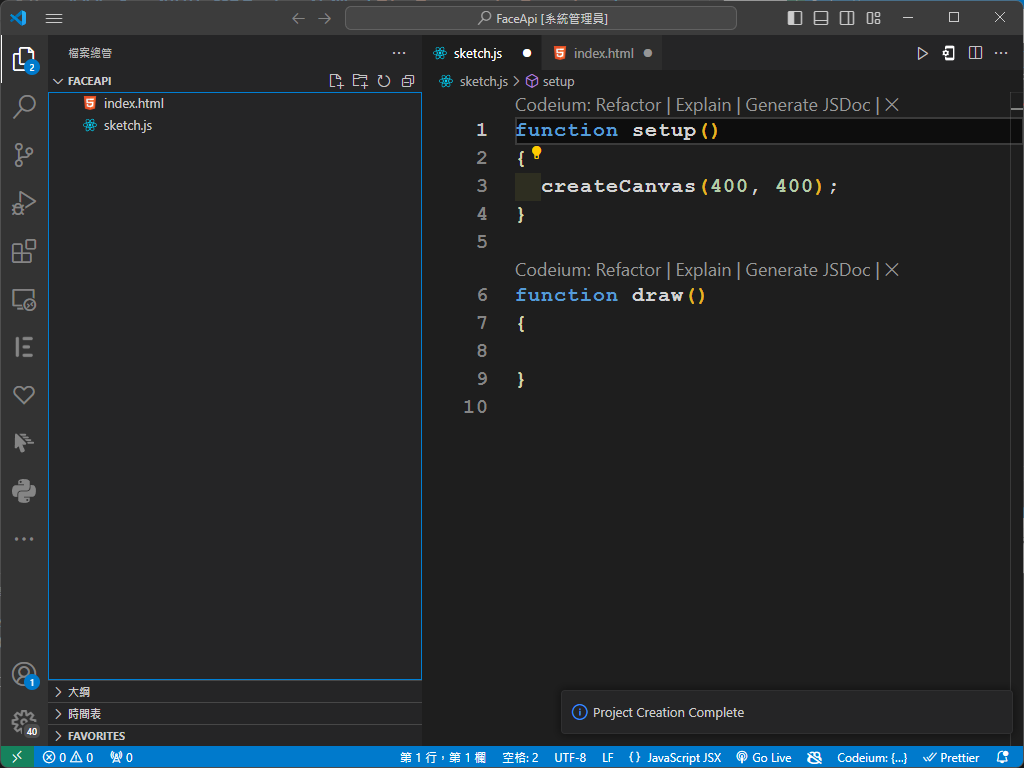 FaceApi [系統管理員]
檔案總管
FACEAPI
index.html
sketch.js
大綱
時間表
FAVORITES
2
1
40
sketch.js
index.html
sketch.js > setup
Codeium: Refactor | Explain | Generate JSDoc | ✕
1 function setup()
2 {
3 createCanvas(400, 400);
4 }
5
Codeium: Refactor | Explain | Generate JSDoc | ✕
6 function draw()
7 {
8
9 }
10
Project Creation Complete
0 0 0 第 1 行，第 1 欄 空格: 2 UTF-8 LF {} JavaScript JSX Go Live Codeium: {...} Prettier